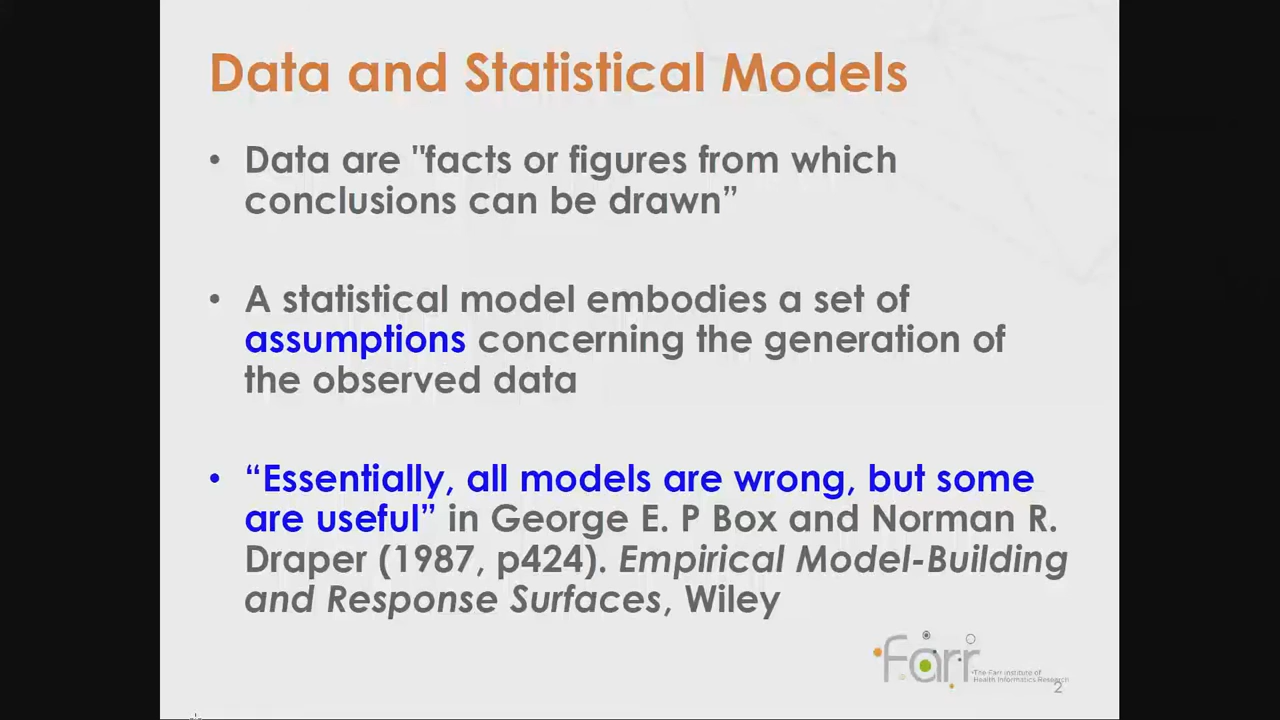 Data and Statistical Models
• Data are "facts or figures from which
conclusions can be drawn”
• A statistical model embodies a set of
assumptions concerning the generation of
the observed data
• “Essentially, all models are wrong, but some
are useful” in George E. P Box and Norman R.
Draper (1987, p424). Empirical Model-Building
and Response Surfaces, Wiley
farr
The Farr Institute of
Health Informatics Research
2